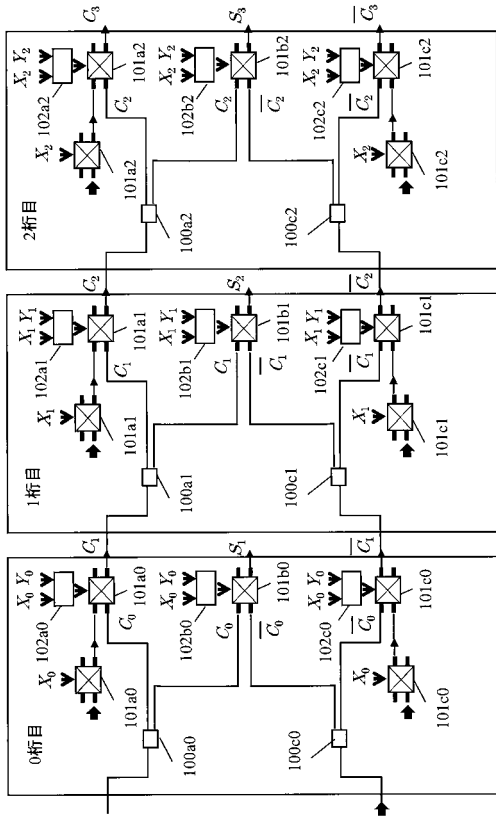 0桁目
X₀ Y₀
102a0
C₁
X₀
101a0
101a0
C₀
100a0
X₀ Y₀
102b0
S₁
C₀
C̅₀
101b0
100c0
X₀ Y₀
102c0
C̅₁
C̅₀
101c0
X₀
101c0
1桁目
X₁ Y₁
102a1
C₂
X₁
101a1
101a1
C₁
100a1
X₁ Y₁
102b1
S₂
C₁
C̅₁
101b1
100c1
X₁ Y₁
102c1
C̅₂
C̅₁
101c1
X₁
101c1
2桁目
X₂ Y₂
102a2
C₃
X₂
101a2
101a2
C₂
100a2
X₂ Y₂
102b2
S₃
C₂
C̅₂
101b2
100c2
X₂ Y₂
102c2
C̅₃
C̅₂
101c2
X₂
101c2